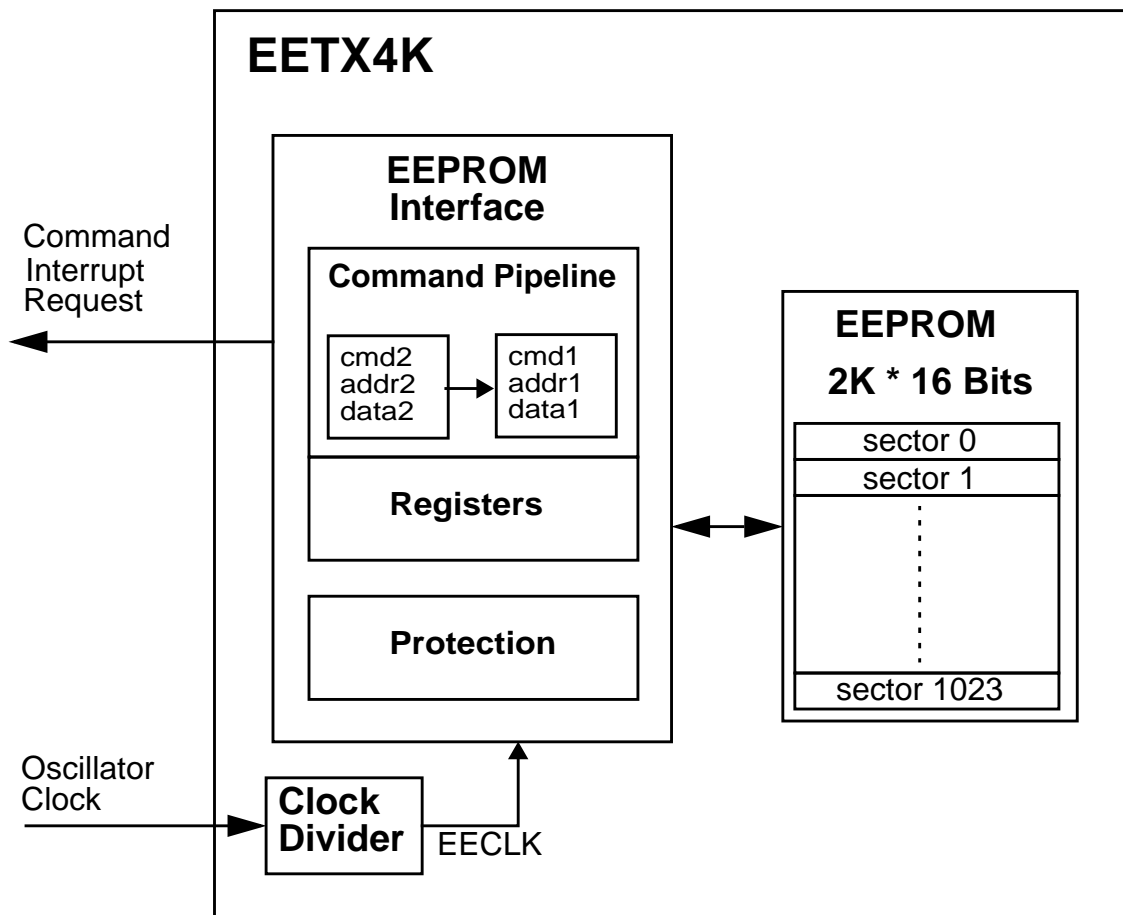 EETX4K
EEPROM
Interface
Command
Interrupt
Request
Command Pipeline
cmd2
addr2
data2
cmd1
addr1
data1
Registers
Protection
EEPROM
2K * 16 Bits
sector 0
sector 1
sector 1023
Oscillator
Clock
Clock
Divider
EECLK